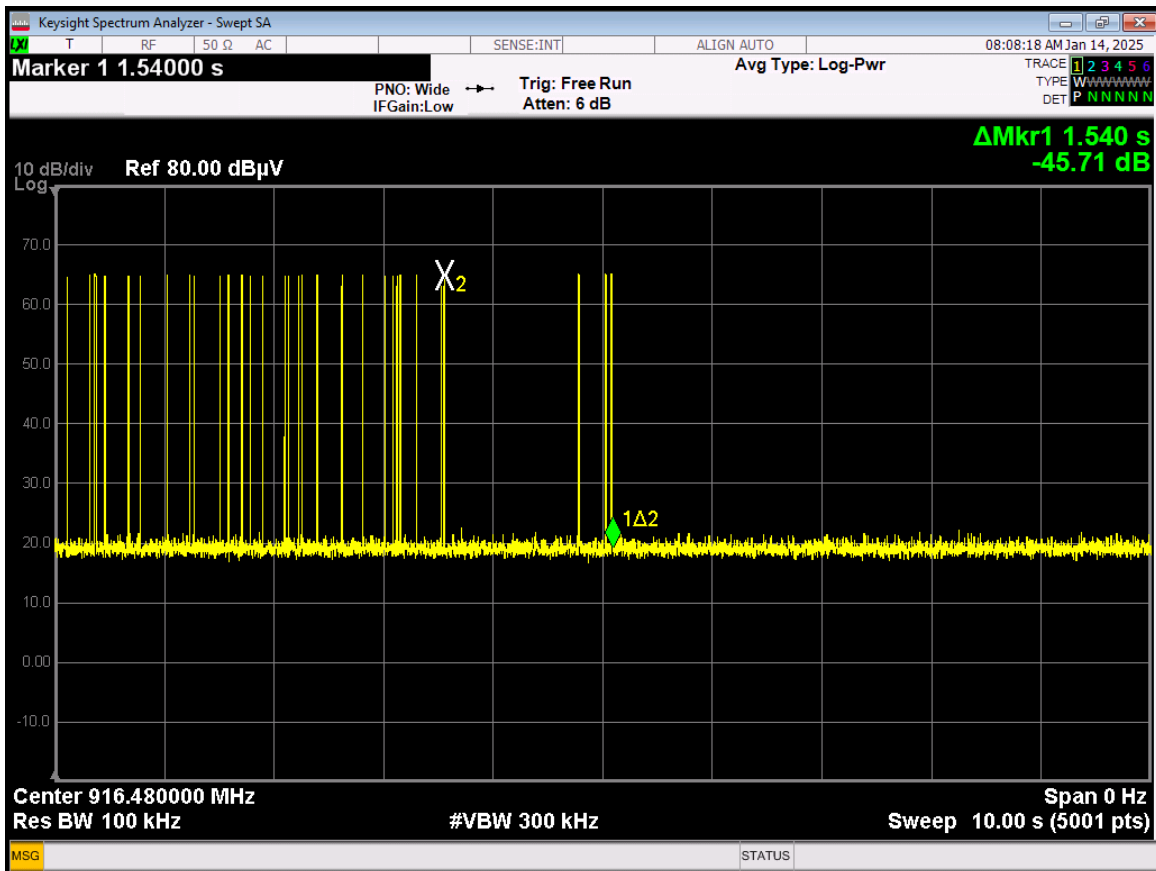 Keysight Spectrum Analyzer - Swept SA
LXI T RF 50 Ω AC SENSE:INT ALIGN AUTO 08:08:18 AM Jan 14, 2025
Marker 1 1.54000 s
PNO: Wide
IFGain:Low
Trig: Free Run
Atten: 6 dB
Avg Type: Log-Pwr
TRACE 1 2 3 4 5 6
TYPE W W W W W W
DET P N N N N N
ΔMkr1 1.540 s
-45.71 dB
10 dB/div
Log
Ref 80.00 dBµV
70.0
60.0
50.0
40.0
30.0
20.0
10.0
0.00
-10.0
X2
1Δ2
Center 916.480000 MHz
Span 0 Hz
Res BW 100 kHz
#VBW 300 kHz
Sweep 10.00 s (5001 pts)
MSG
STATUS